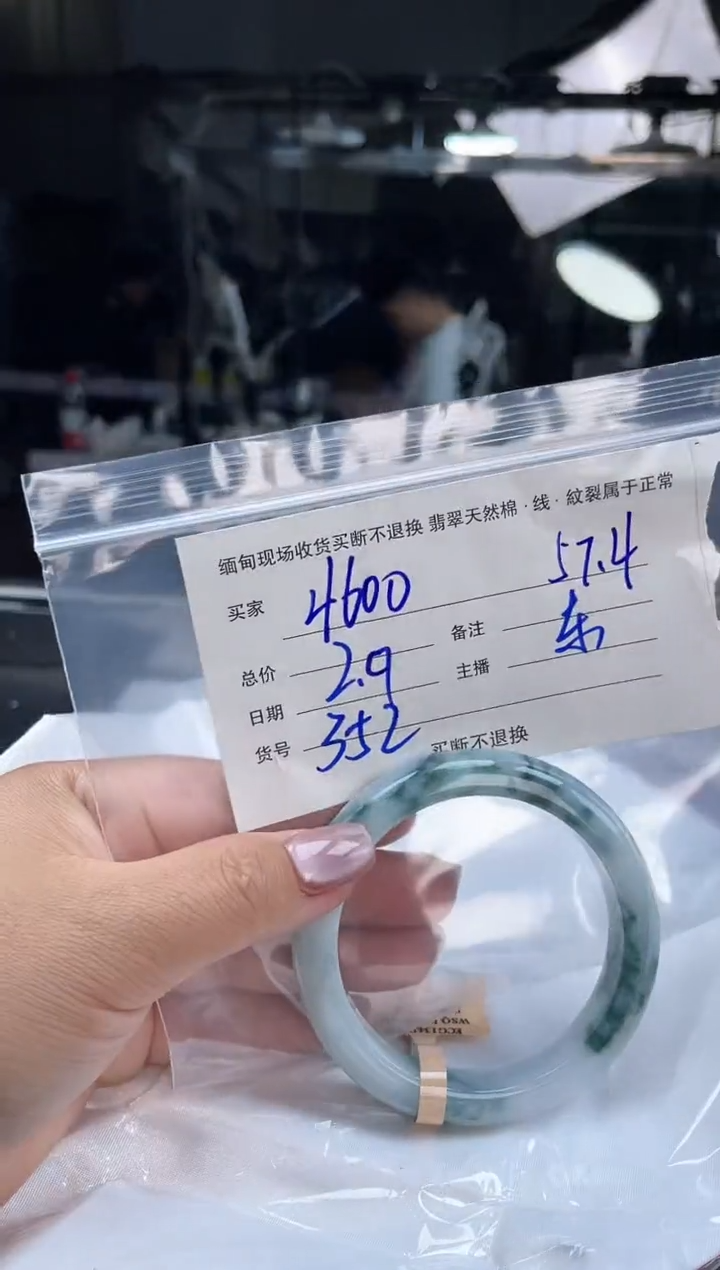 缅甸现场收货买断不退换 翡翠天然棉·线·紋裂属于正常
买家 4600 57.4
总价 2.9 备注 东
日期 352 主播
货号
买断不退换
WSQ